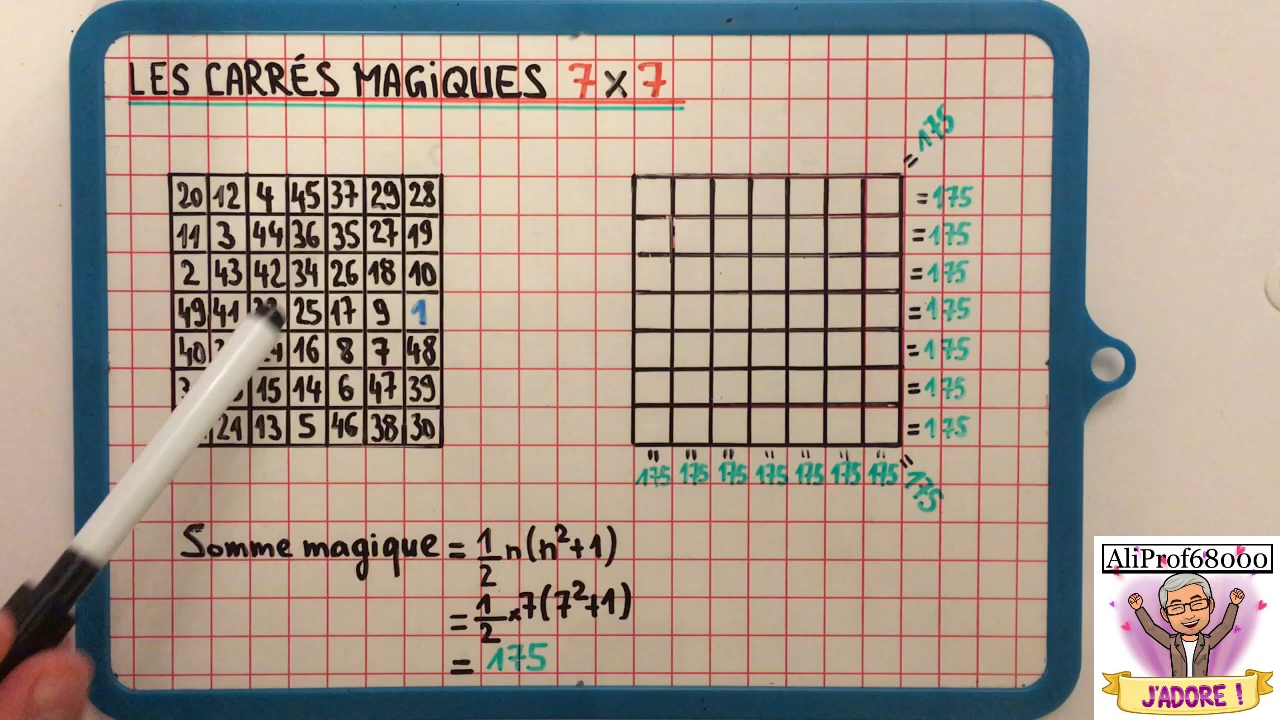 LES CARRÉS MAGiQUES 7x7
= 175
20 12 4 45 37 29 28
= 175
11 3 44 36 35 27 19
= 175
2 43 42 34 26 18 10
= 175
49 41 25 17 9 1
= 175
40 16 8 7 48
= 175
15 14 6 47 39
= 175
13 5 46 38 30
= 175
" " " " " " " "
175 175 175 175 175 175 175 175
Somme magique = 1/2 n(n²+1)
= 1/2 x 7(7²+1)
= 175
AliProf68000
J'ADORE !